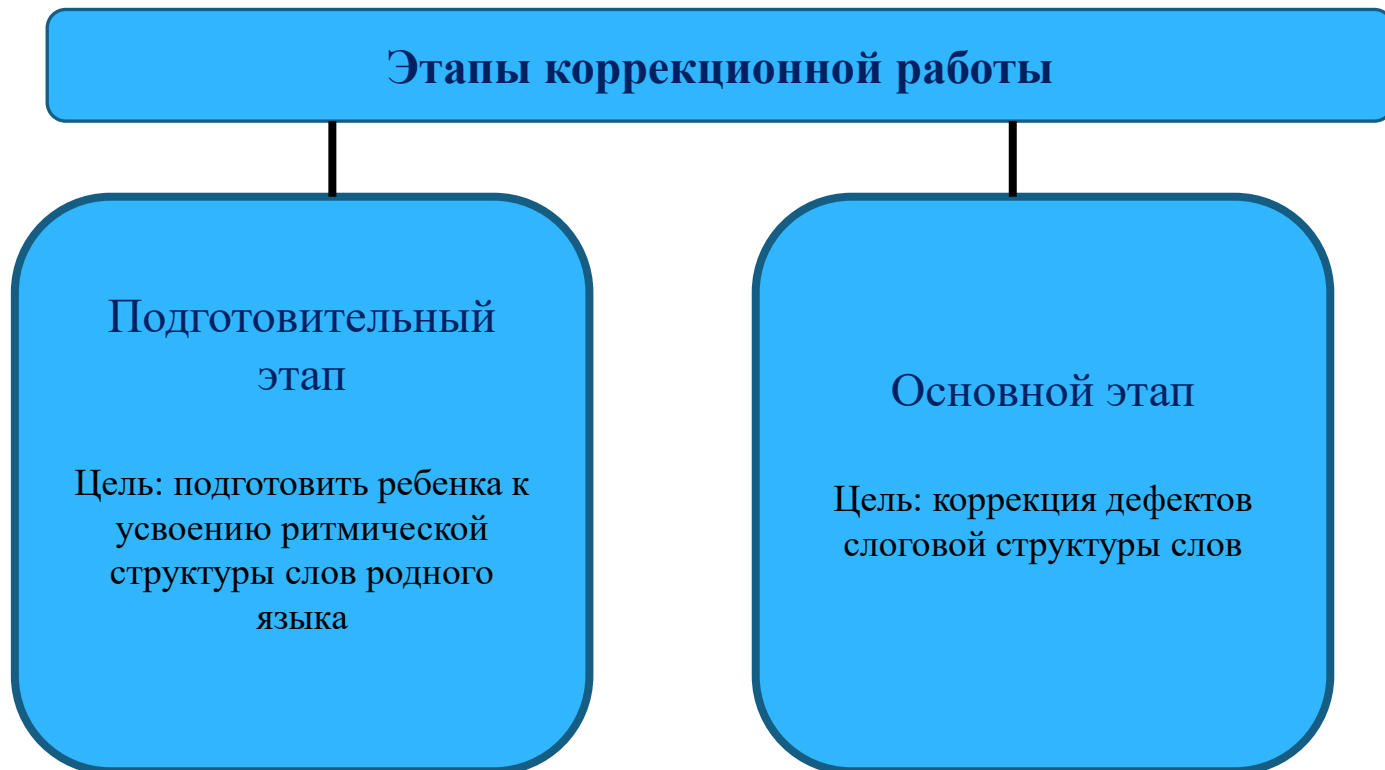 Этапы коррекционной работы
Подготовительный
этап
Цель: подготовить ребенка к
усвоению ритмической
структуры слов родного
языка
Основной этап
Цель: коррекция дефектов
слоговой структуры слов